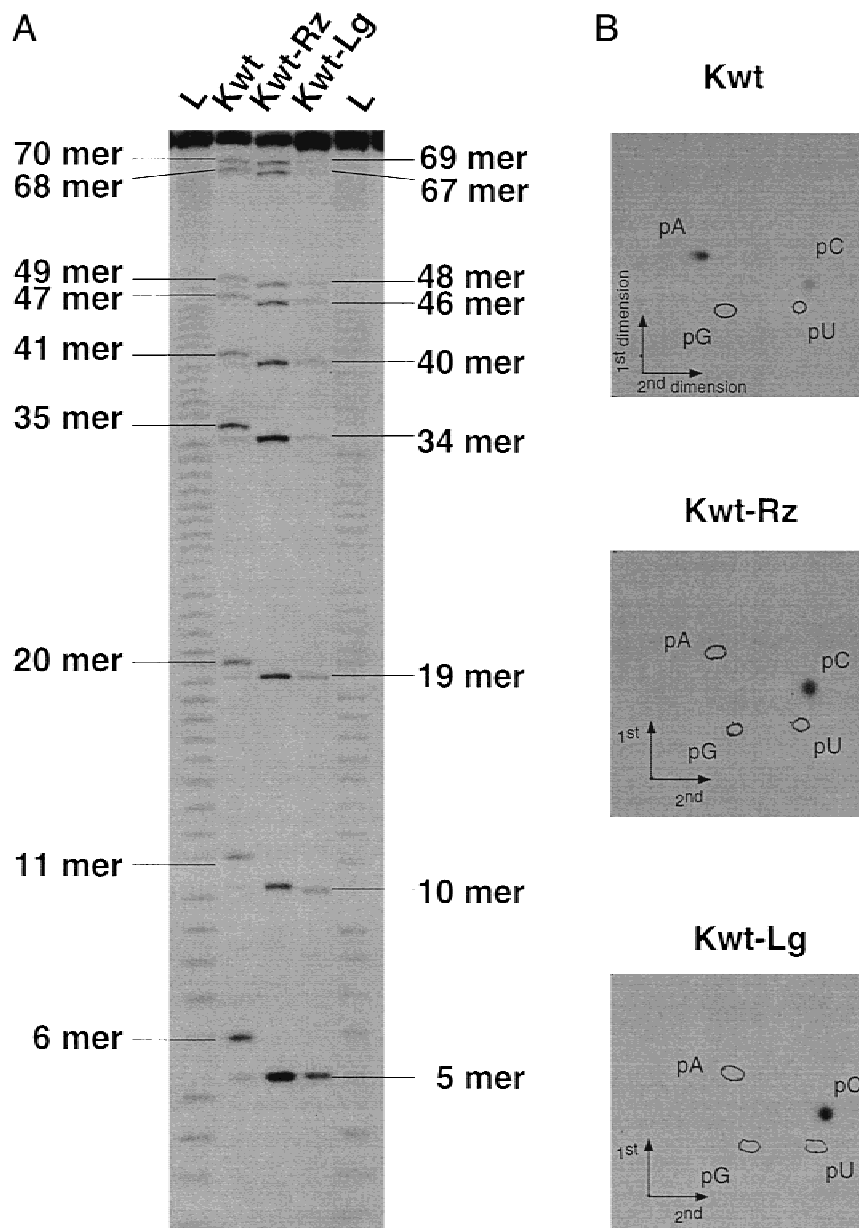 A
L
Kwt
Kwt-Rz
Kwt-Lg
L
70 mer
68 mer
49 mer
47 mer
41 mer
35 mer
20 mer
11 mer
6 mer
69 mer
67 mer
48 mer
46 mer
40 mer
34 mer
19 mer
10 mer
5 mer
B
Kwt
pA
pC
pG
pU
1st dimension
2nd dimension
Kwt-Rz
pA
pC
pG
pU
1st
2nd
Kwt-Lg
pA
pC
pG
pU
1st
2nd